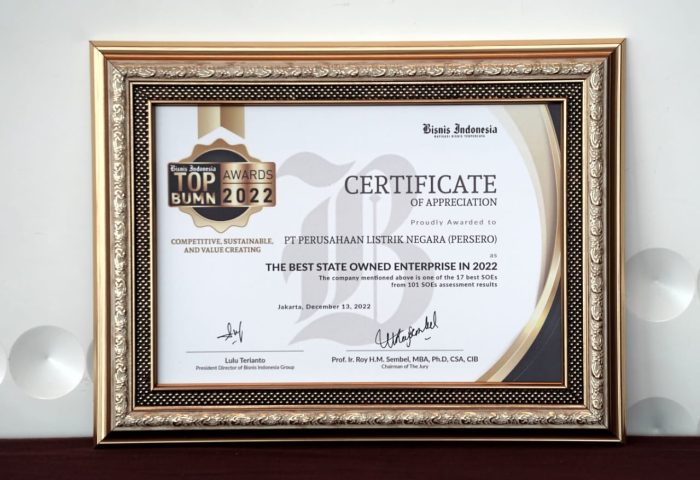 Bisnis Indonesia
NAVIGASI BISNIS TERPERCAYA
Bisnis Indonesia
TOP
BUMN
AWARDS
2022
COMPETITIVE, SUSTAINABLE,
AND VALUE CREATING
CERTIFICATE
OF APPRECIATION
Proudly Awarded to
PT PERUSAHAAN LISTRIK NEGARA (PERSERO)
as
THE BEST STATE OWNED ENTERPRISE IN 2022
The company mentioned above is one of the 17 best SOEs
from 101 SOEs assessment results
Jakarta, December 13, 2022
Lulu Terianto
President Director of Bisnis Indonesia Group
Prof. Ir. Roy H.M. Sembel, MBA, Ph.D, CSA, CIB
Chairman of The Jury